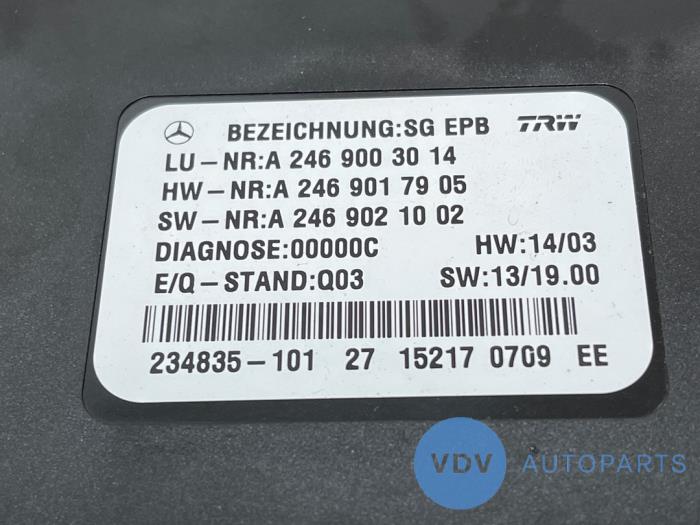 BEZEICHNUNG:SG EPB TRW
LU-NR:A 246 900 30 14
HW-NR:A 246 901 79 05
SW-NR:A 246 902 10 02
DIAGNOSE:00000C HW:14/03
E/Q-STAND:Q03 SW:13/19.00
234835-101 27 15217 0709 EE
VDV AUTOPARTS